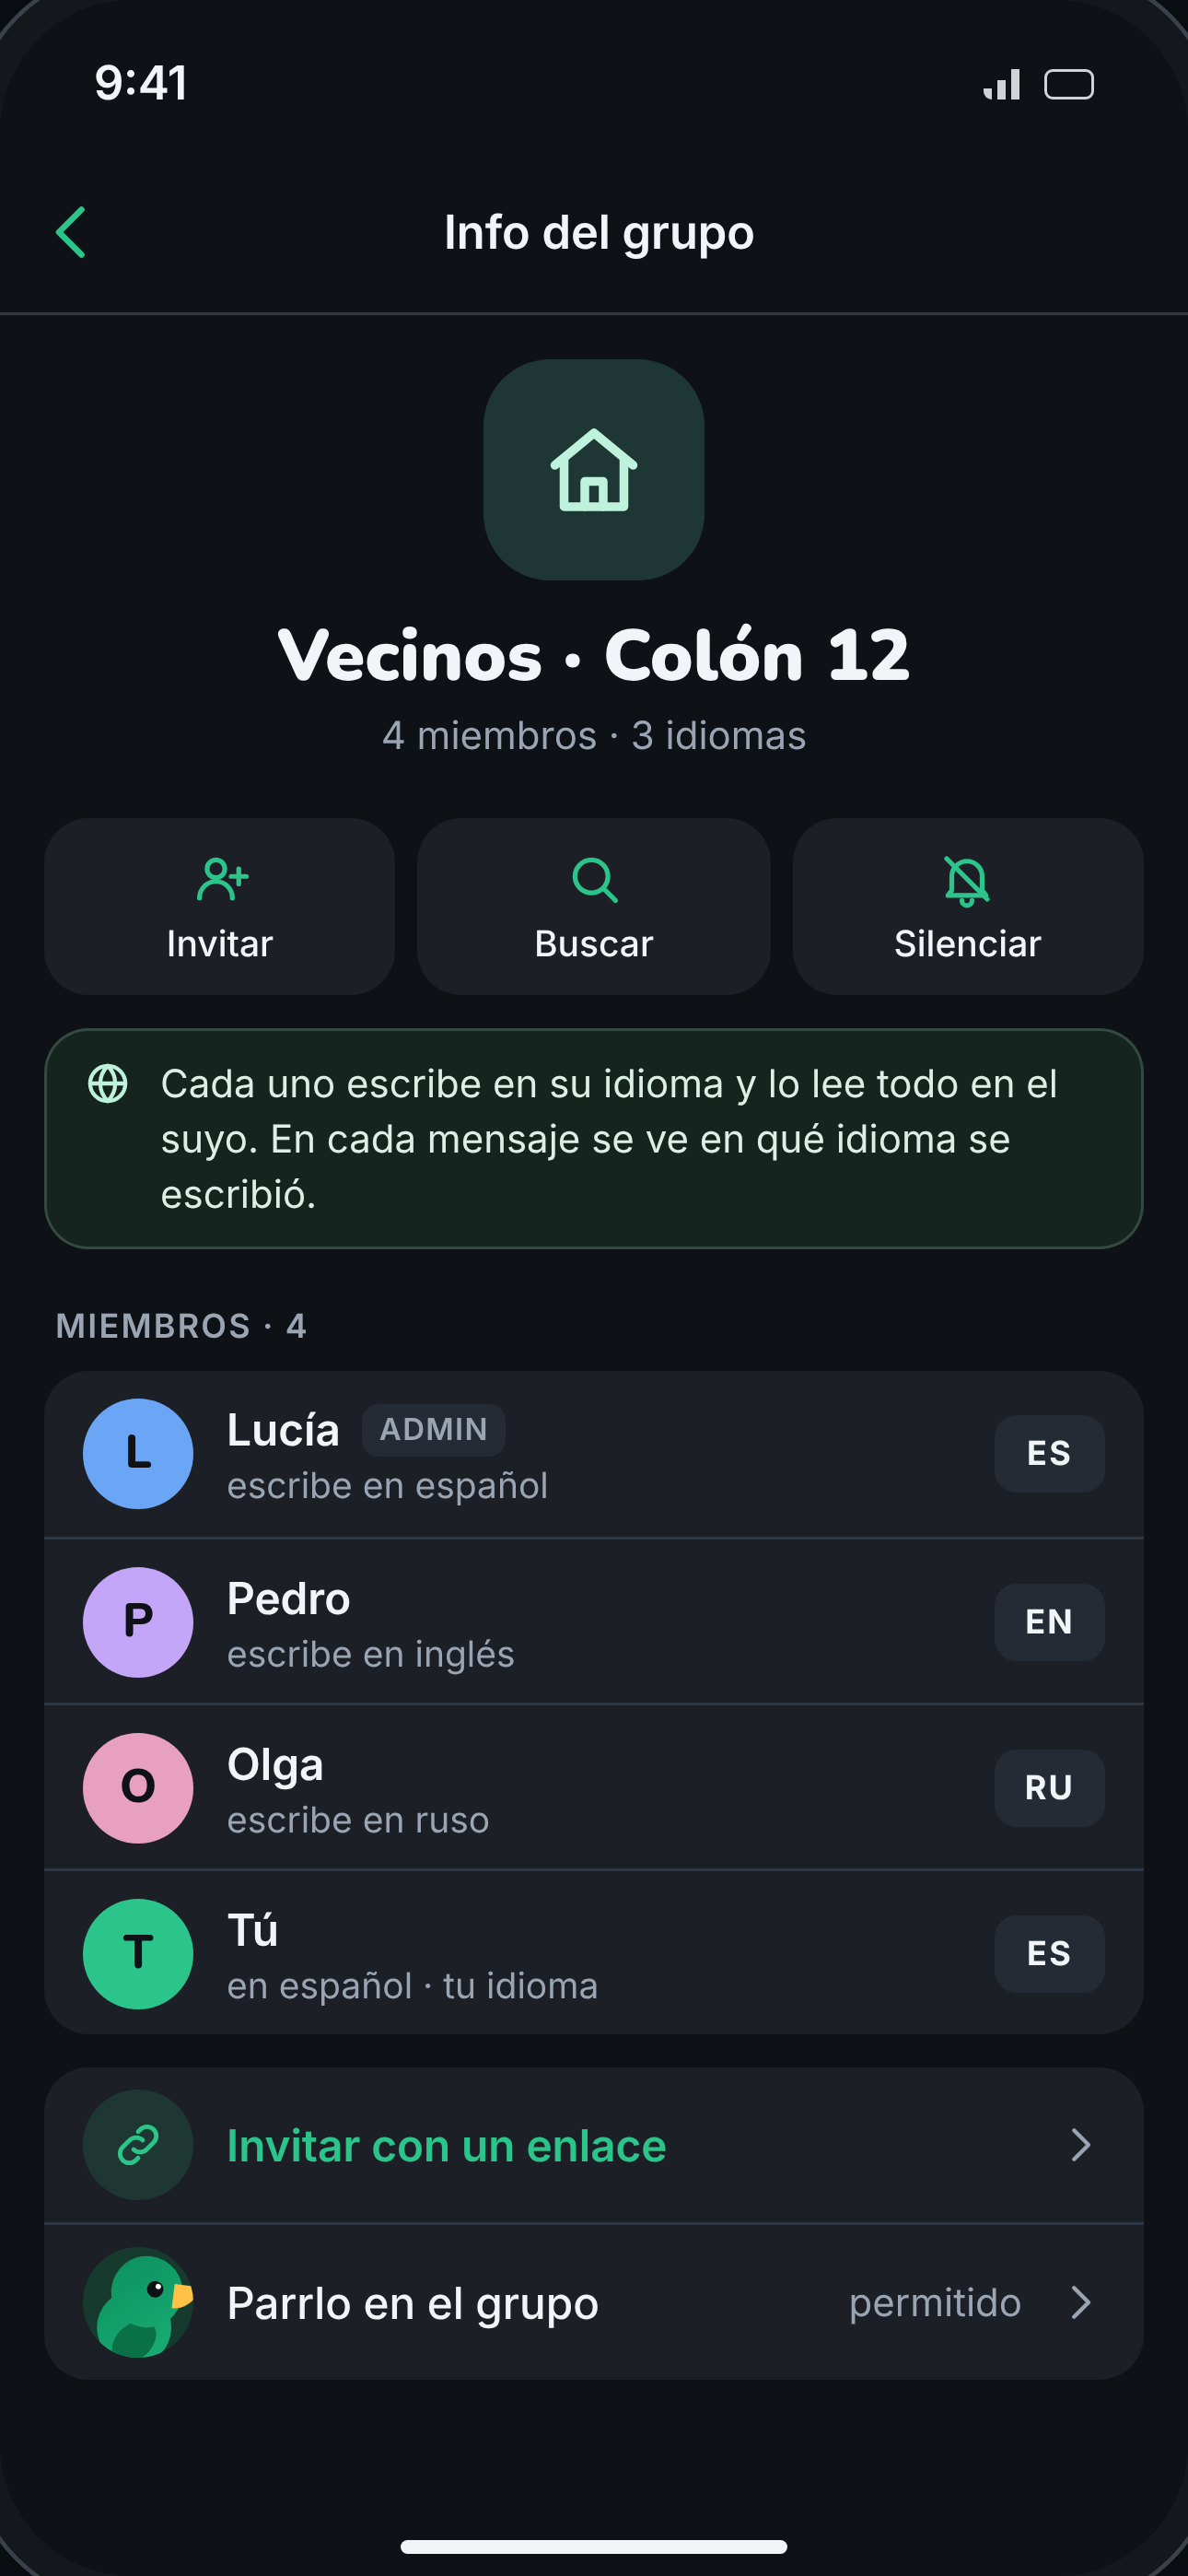 9:41
Info del grupo
Vecinos · Colón 12
4 miembros · 3 idiomas
Invitar
Buscar
Silenciar
Cada uno escribe en su idioma y lo lee todo en el
suyo. En cada mensaje se ve en qué idioma se
escribió.
MIEMBROS · 4
L
Lucía ADMIN
escribe en español
ES
P
Pedro
escribe en inglés
EN
O
Olga
escribe en ruso
RU
T
Tú
en español · tu idioma
ES
Invitar con un enlace
Parrlo en el grupo
permitido